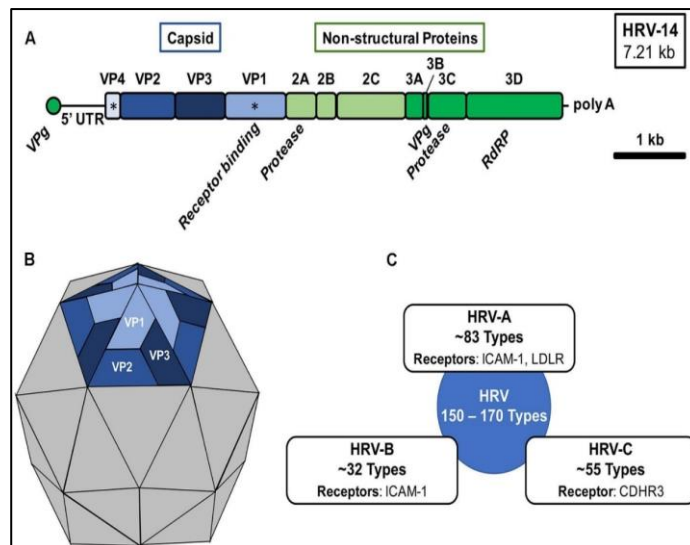 A
Capsid
Non-structural Proteins
HRV-14
7.21 kb
3B
VP4 VP2 VP3 VP1 2A 2B 2C 3A 3C 3D
* *
poly A
5' UTR
VPg
Receptor binding
Protease
VPg
Protease
RdRP
1 kb
B
VP1
VP3
VP2
C
HRV-A
~83 Types
Receptors: ICAM-1, LDLR
HRV
150 – 170 Types
HRV-B
~32 Types
Receptors: ICAM-1
HRV-C
~55 Types
Receptor: CDHR3